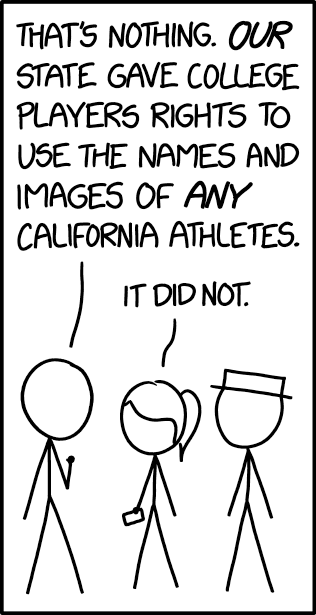 THAT'S NOTHING. OUR
STATE GAVE COLLEGE
PLAYERS RIGHTS TO
USE THE NAMES AND
IMAGES OF ANY
CALIFORNIA ATHLETES.
IT DID NOT.